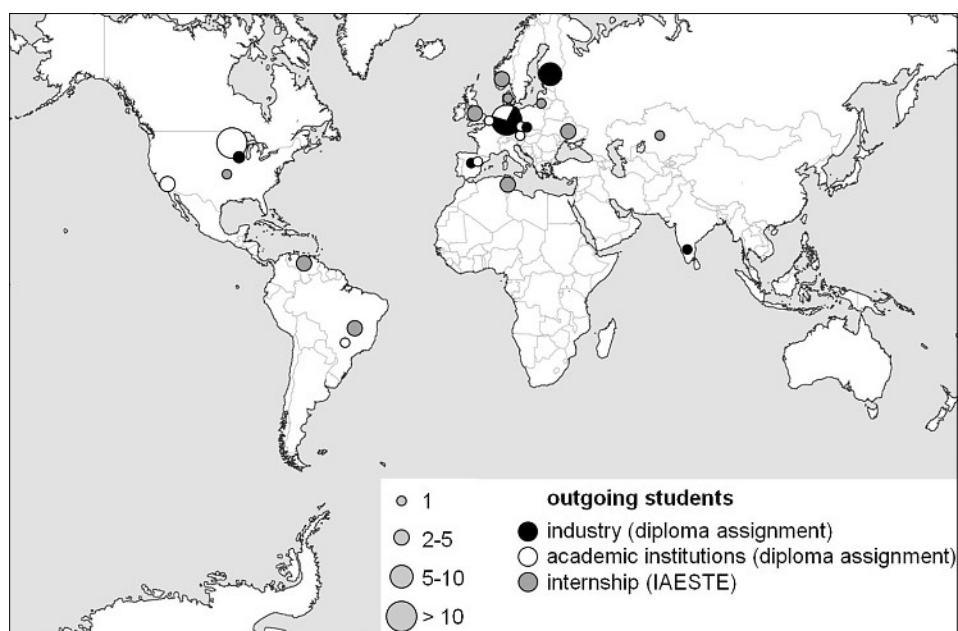 1
2-5
5-10
> 10
outgoing students
industry (diploma assignment)
academic institutions (diploma assignment)
internship (IAESTE)